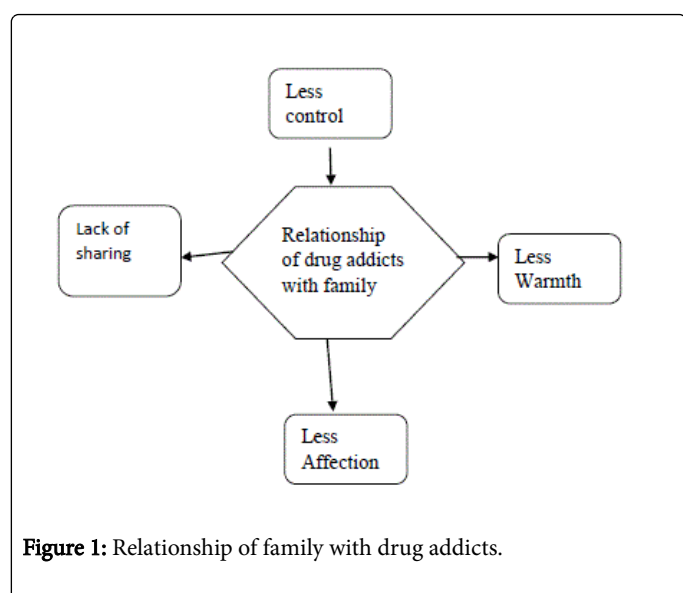 Less
control
Lack of
sharing
Relationship
of drug addicts
with family
Less
Warmth
Less
Affection
Figure 1: Relationship of family with drug addicts.